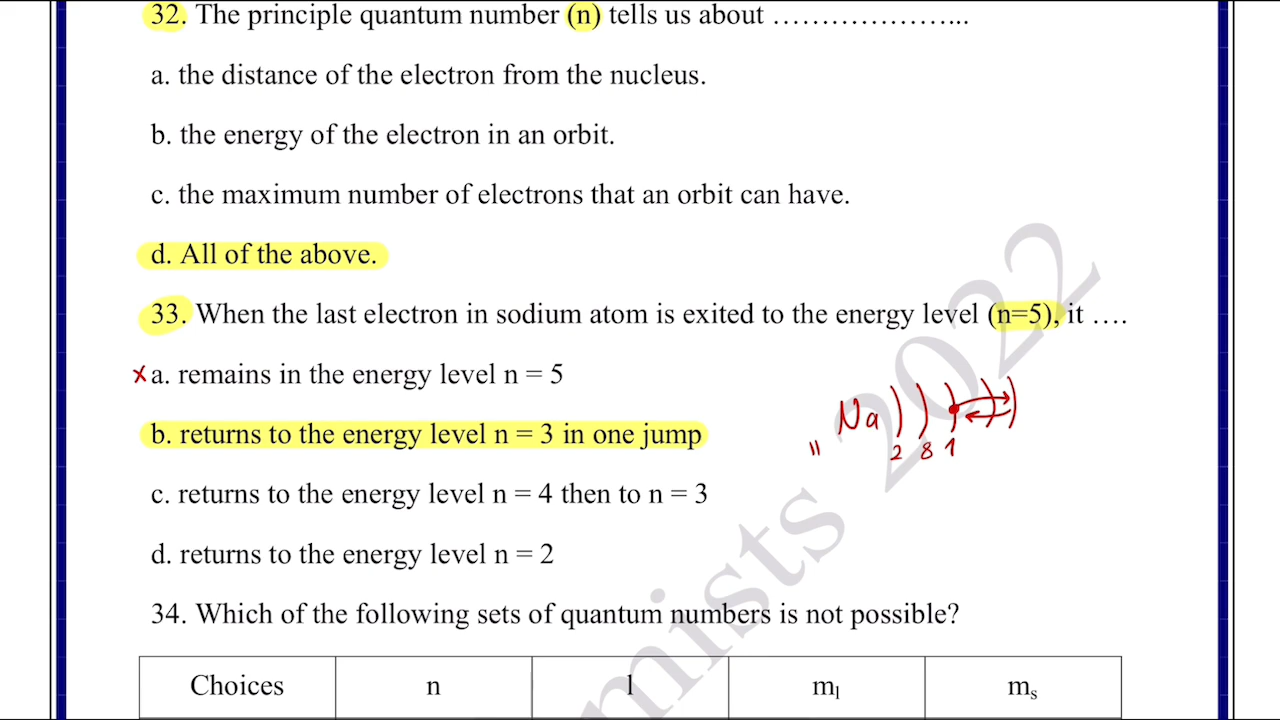 32. The principle quantum number (n) tells us about …………………...
a. the distance of the electron from the nucleus.
b. the energy of the electron in an orbit.
c. the maximum number of electrons that an orbit can have.
d. All of the above.
33. When the last electron in sodium atom is exited to the energy level (n=5), it ….
x a. remains in the energy level n = 5
b. returns to the energy level n = 3 in one jump
11 Na ) ) ) ) )
2 8 1
c. returns to the energy level n = 4 then to n = 3
d. returns to the energy level n = 2
34. Which of the following sets of quantum numbers is not possible?
Choices n l ml ms
mists 2022